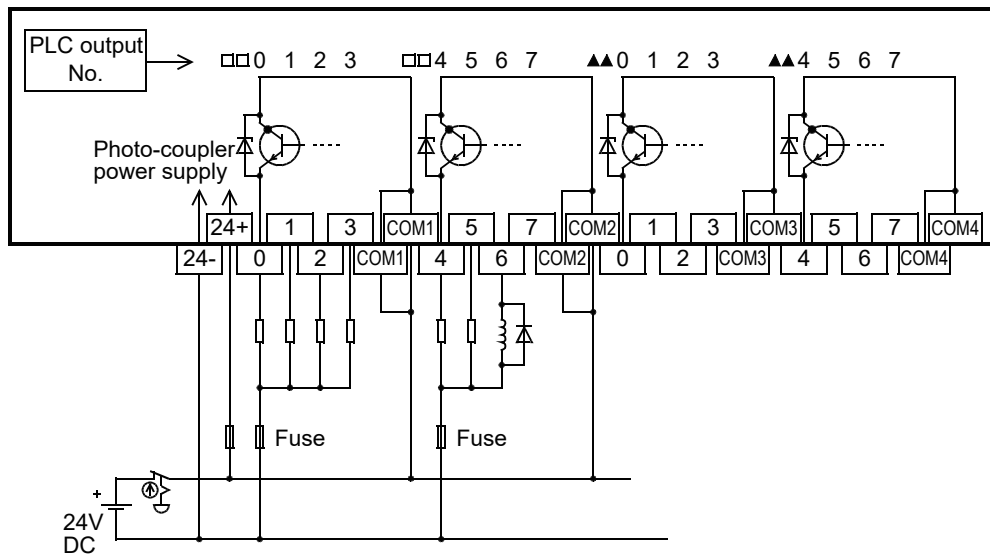 PLC output No.
□□0 1 2 3 □□4 5 6 7 ▲▲0 1 2 3 ▲▲4 5 6 7
Photo-coupler
power supply
24+ 1 3 COM1 5 7 COM2 1 3 COM3 5 7 COM4
24- 0 2 COM1 4 6 COM2 0 2 COM3 4 6 COM4
Fuse Fuse
+
24V
DC